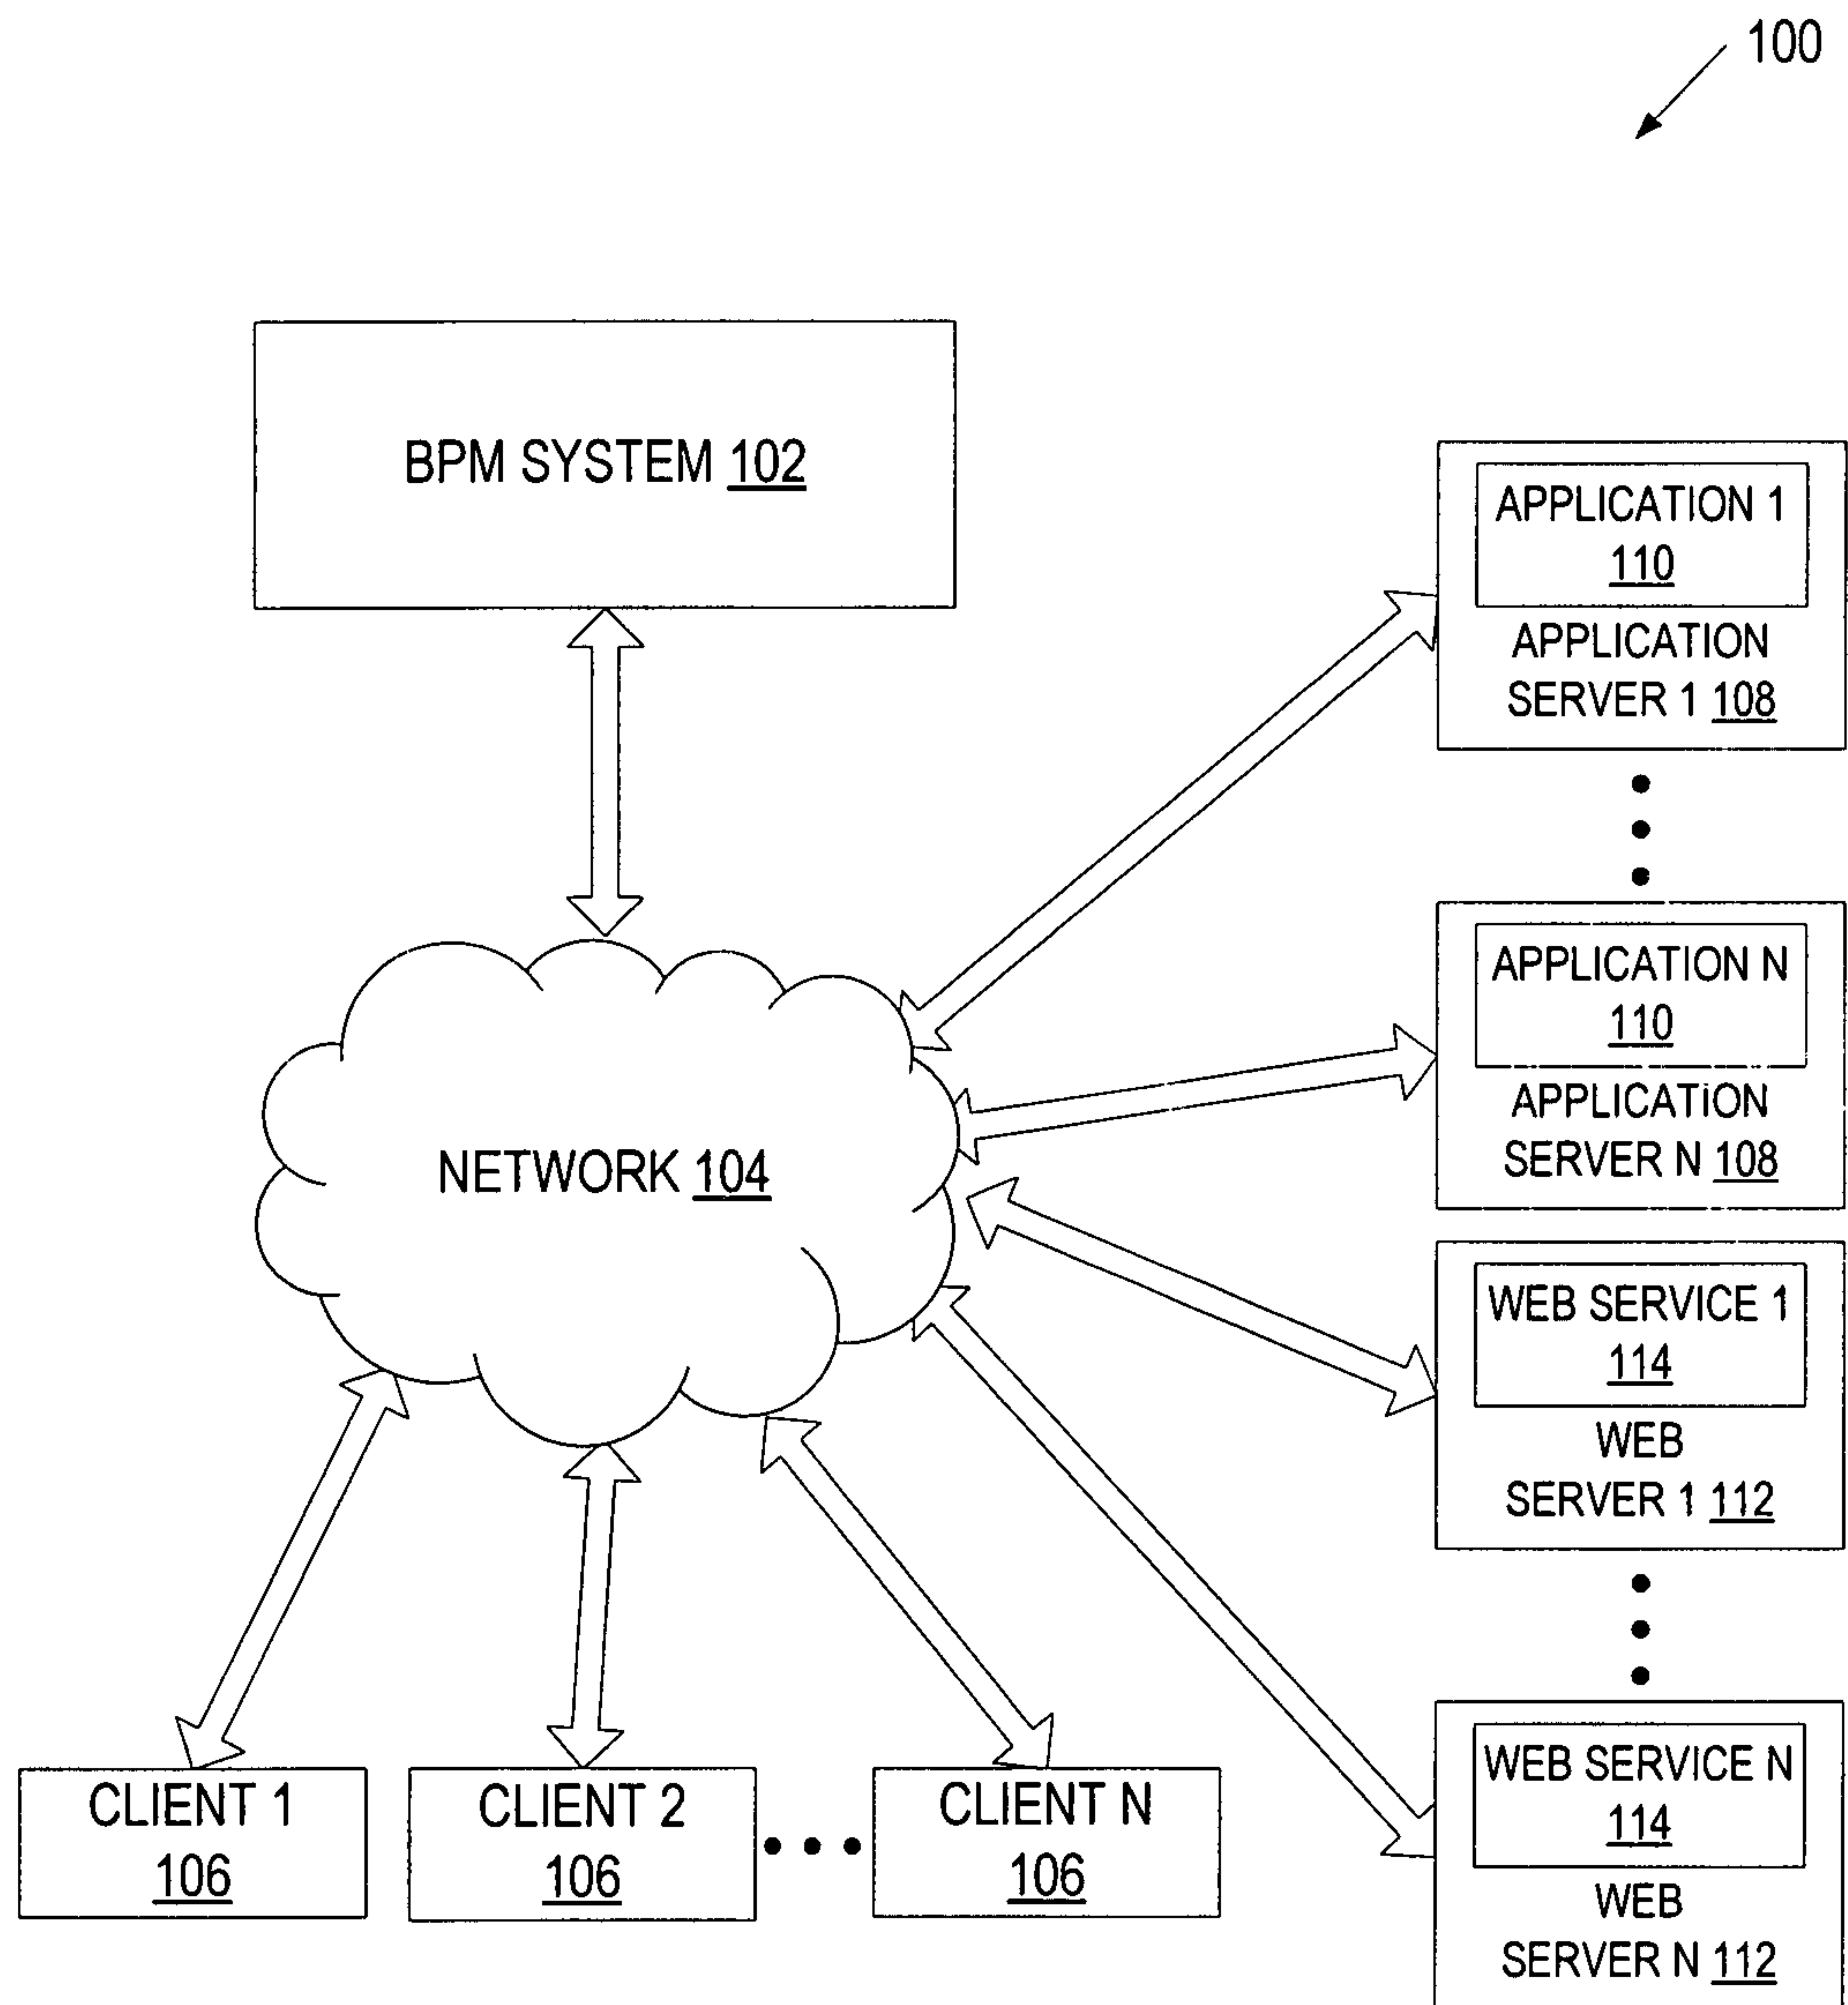 100
BPM SYSTEM 102
APPLICATION 1
110
APPLICATION
SERVER 1 108
APPLICATION N
110
APPLICATION
SERVER N 108
NETWORK 104
WEB SERVICE 1
114
WEB
SERVER 1 112
WEB SERVICE N
114
WEB
SERVER N 112
CLIENT 1
106
CLIENT 2
106
CLIENT N
106